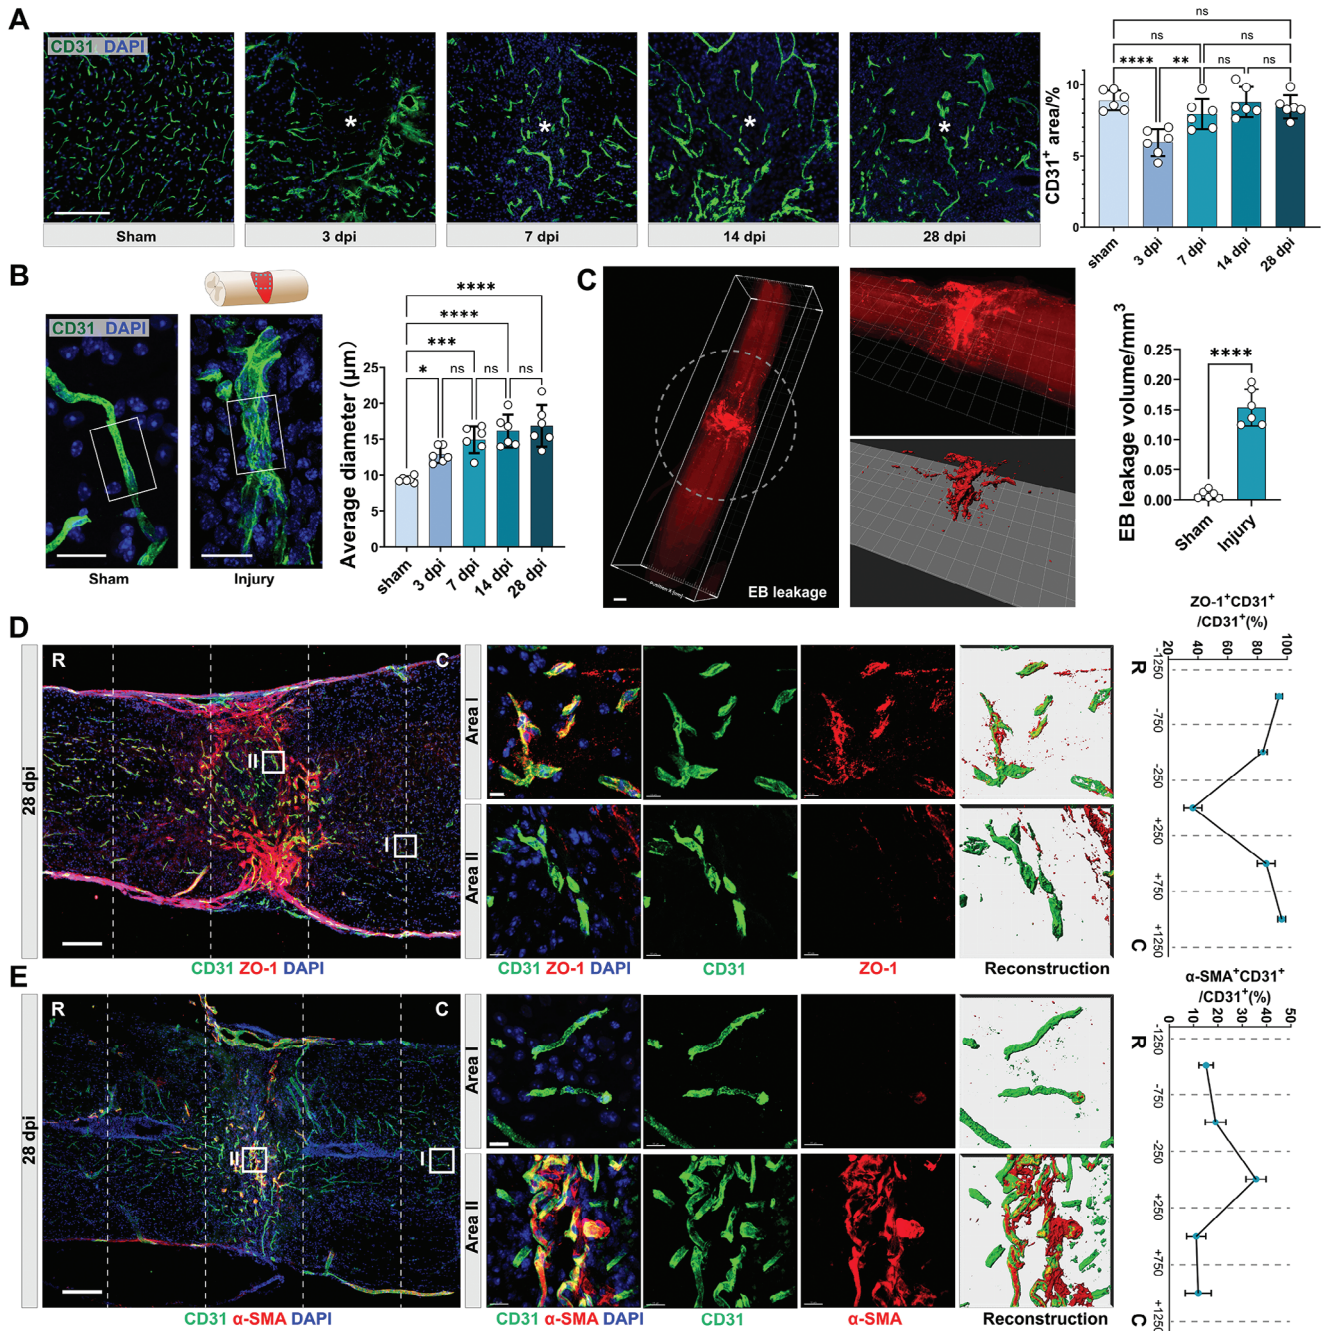 A
CD31 DAPI
*
*
*
*
Sham
3 dpi
7 dpi
14 dpi
28 dpi
CD31+ area/%
10
5
0
ns
ns
ns
****
**
ns
ns
sham
3 dpi
7 dpi
14 dpi
28 dpi
B
CD31 DAPI
Sham
Injury
Average diameter (μm)
25
20
15
10
5
0
****
****
***
*
ns
ns
ns
sham
3 dpi
7 dpi
14 dpi
28 dpi
C
EB leakage
EB leakage volume/mm3
0.25
0.20
0.15
0.10
0.05
0.00
****
Sham
Injury
D
28 dpi
R
C
II
I
CD31 ZO-1 DAPI
Area I
Area II
CD31 ZO-1 DAPI
CD31
ZO-1
Reconstruction
ZO-1+CD31+
/CD31+(%)
20
40
60
80
100
-1250
-750
-250
+250
+750
+1250
R
C
E
28 dpi
R
C
II
I
CD31 α-SMA DAPI
Area I
Area II
CD31 α-SMA DAPI
CD31
α-SMA
Reconstruction
α-SMA+CD31+
/CD31+(%)
0
10
20
30
40
50
-1250
-750
-250
+250
+750
+1250
R
C